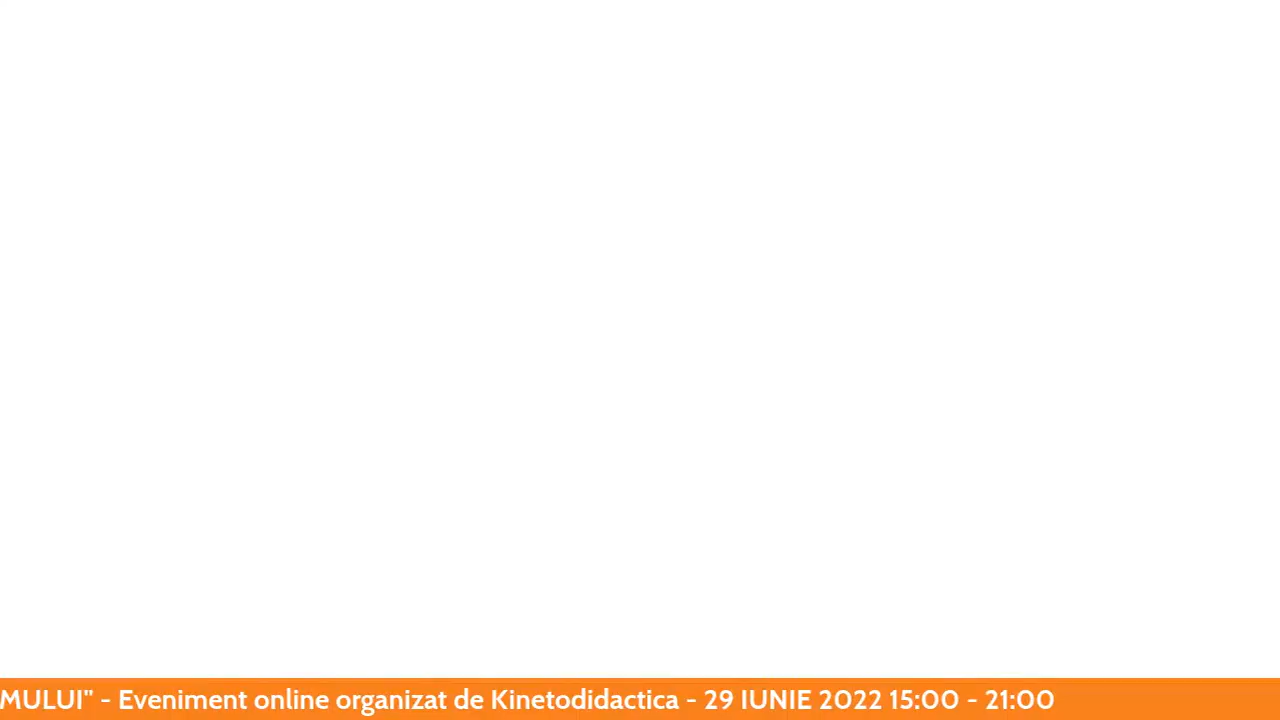 MULUI" - Eveniment online organizat de Kinetodidactica - 29 IUNIE 2022 15:00 - 21:00